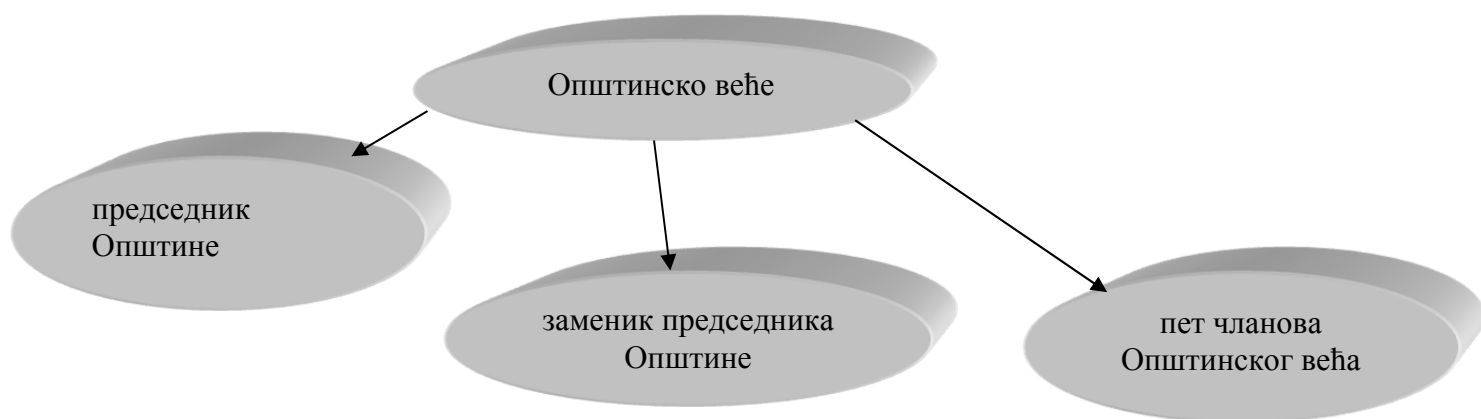 Општинско веће
председник
Општине
заменик председника
Општине
пет чланова
Општинског већа